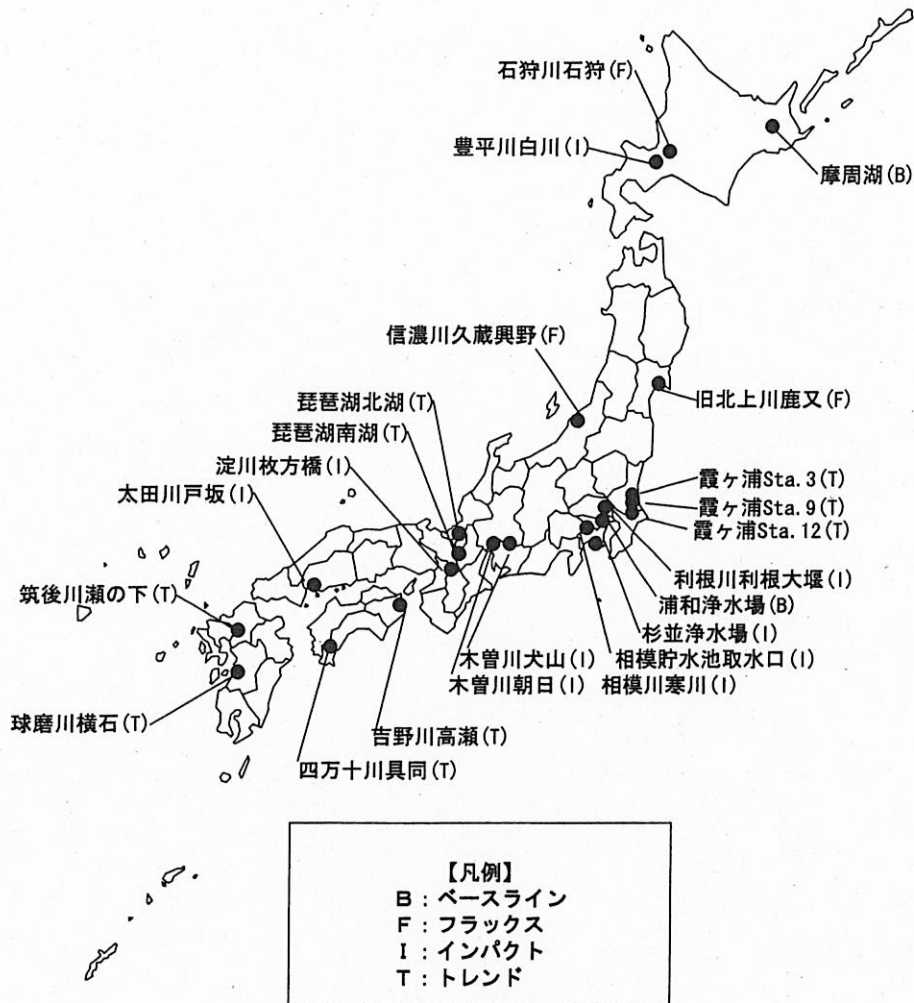 石狩川石狩(F)
豊平川白川(I)
摩周湖(B)
信濃川久蔵興野(F)
旧北上川鹿又(F)
琵琶湖北湖(T)
琵琶湖南湖(T)
淀川枚方橋(I)
太田川戸坂(I)
筑後川瀬の下(T)
球磨川横石(T)
霞ヶ浦Sta.3(T)
霞ヶ浦Sta.9(T)
霞ヶ浦Sta.12(T)
利根川利根大堰(I)
浦和浄水場(B)
杉並浄水場(I)
木曽川犬山(I)
相模貯水池取水口(I)
木曽川朝日(I)
相模川寒川(I)
吉野川高瀬(T)
四万十川具同(T)
【凡例】
B：ベースライン
F：フラックス
I：インパクト
T：トレンド